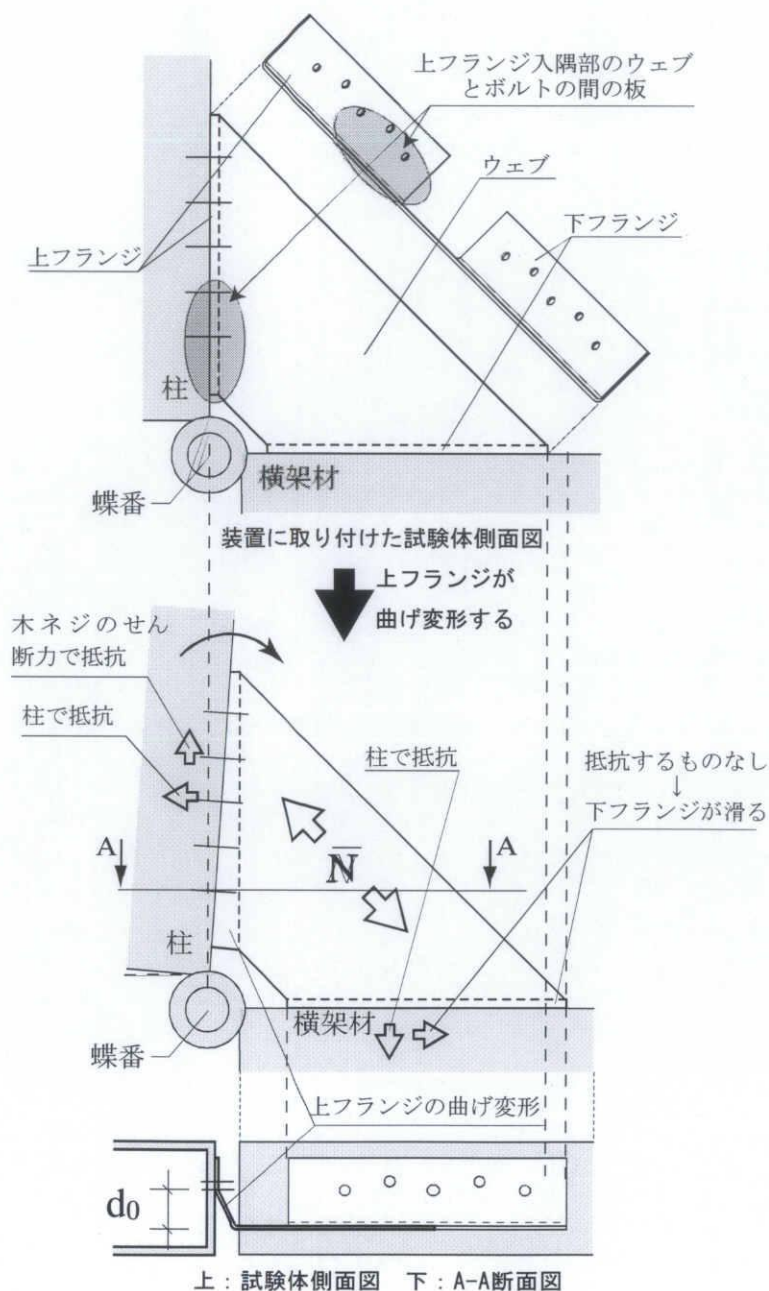 上フランジ入隅部のウェブ
とボルトの間の板
ウェブ
下フランジ
上フランジ
柱
横架材
蝶番
装置に取り付けた試験体側面図
上フランジが
曲げ変形する
木ネジのせん
断力で抵抗
柱で抵抗
柱で抵抗
抵抗するものなし
↓
下フランジが滑る
A
A
N
柱
横架材
蝶番
上フランジの曲げ変形
d0
上：試験体側面図 下：A-A断面図